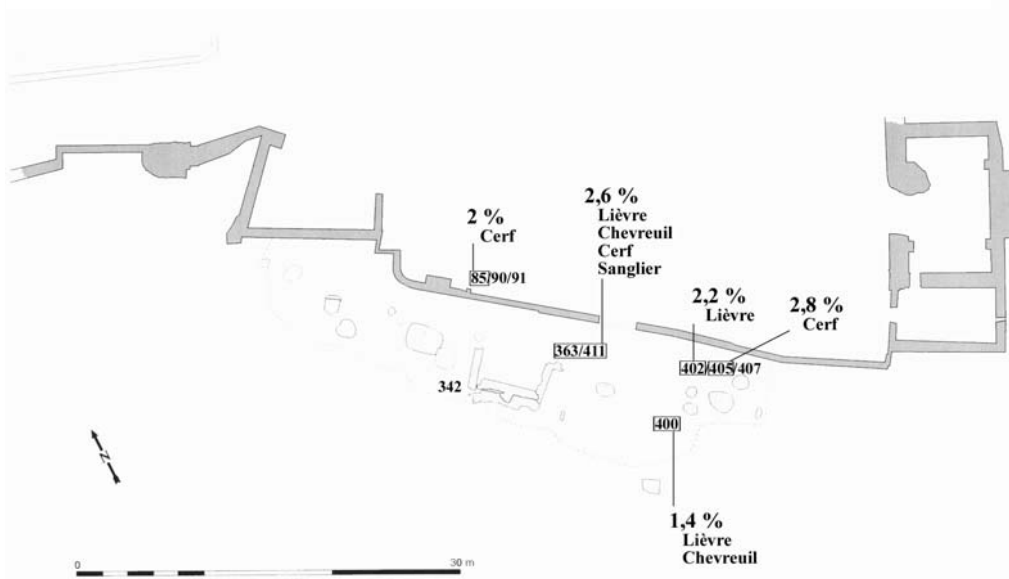 2 %
Cerf
85/90/91
2,6 %
Lièvre
Chevreuil
Cerf
Sanglier
363/411
2,2 %
Lièvre
2,8 %
Cerf
402/405/407
342
400
1,4 %
Lièvre
Chevreuil
N
0
30 m